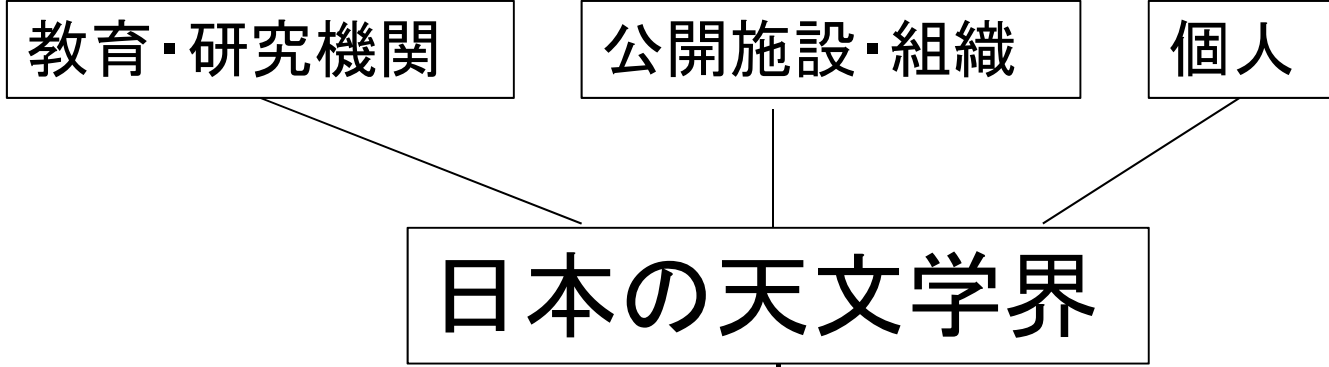 教育・研究機関
公開施設・組織
個人
日本の天文学界